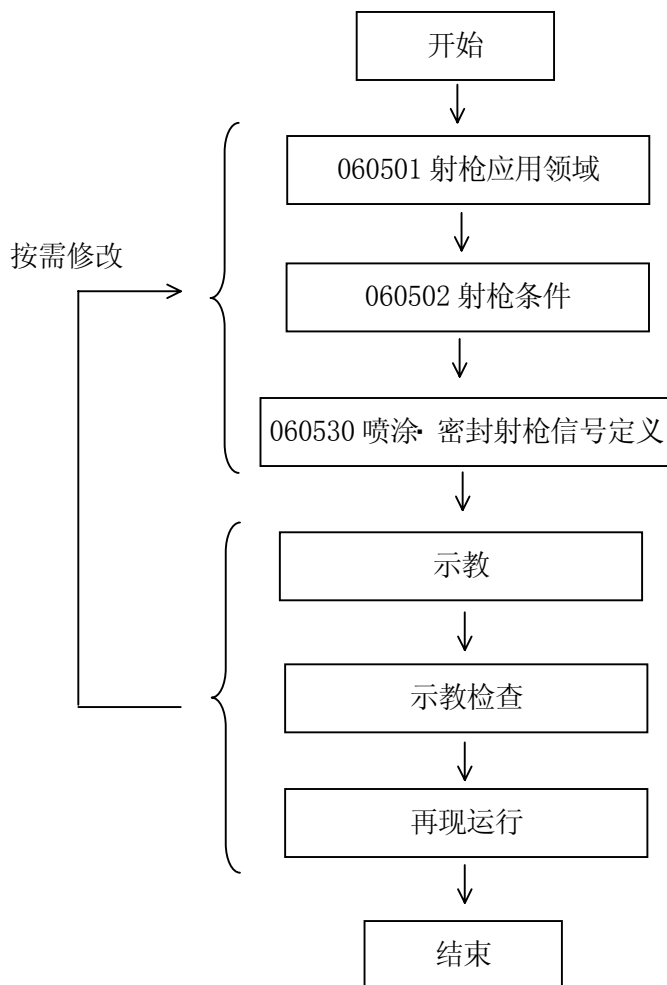 开始
060501 射枪应用领域
按需修改
060502 射枪条件
060530 喷涂·密封射枪信号定义
示教
示教检查
再现运行
结束